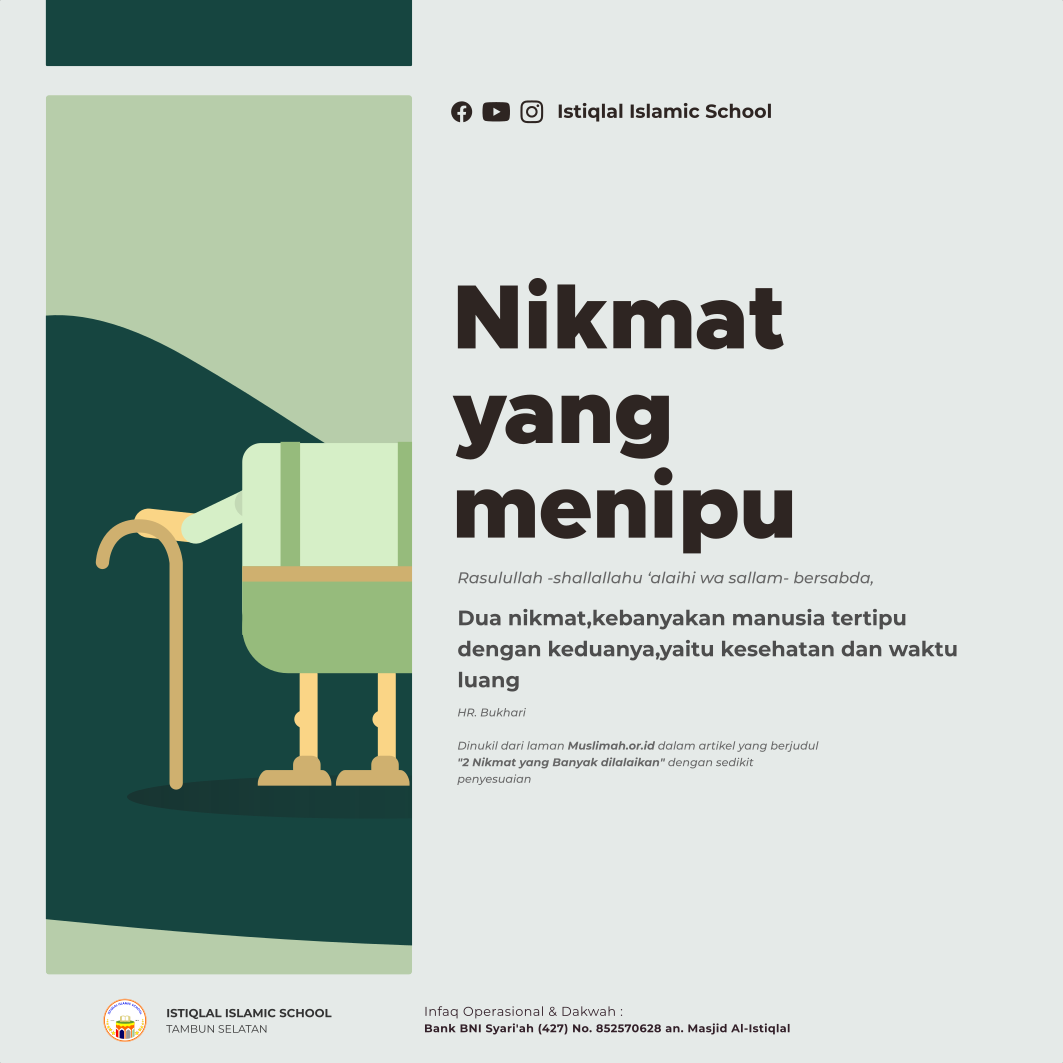 Istiqlal Islamic School
Nikmat
yang
menipu
Rasulullah -shallallahu ‘alaihi wa sallam- bersabda,
Dua nikmat,kebanyakan manusia tertipu
dengan keduanya,yaitu kesehatan dan waktu
luang
HR. Bukhari
Dinukil dari laman Muslimah.or.id dalam artikel yang berjudul
"2 Nikmat yang Banyak dilalaikan" dengan sedikit
penyesuaian
ISTIQLAL ISLAMIC SCHOOL
TAMBUN SELATAN
Infaq Operasional & Dakwah :
Bank BNI Syari'ah (427) No. 852570628 an. Masjid Al-Istiqlal